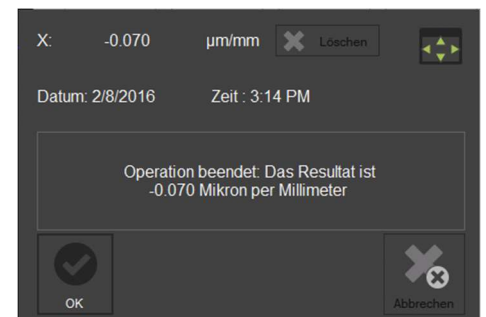 X: -0.070 µm/mm Löschen
Datum: 2/8/2016 Zeit : 3:14 PM
Operation beendet: Das Resultat ist
-0.070 Mikron per Millimeter
OK Abbrechen